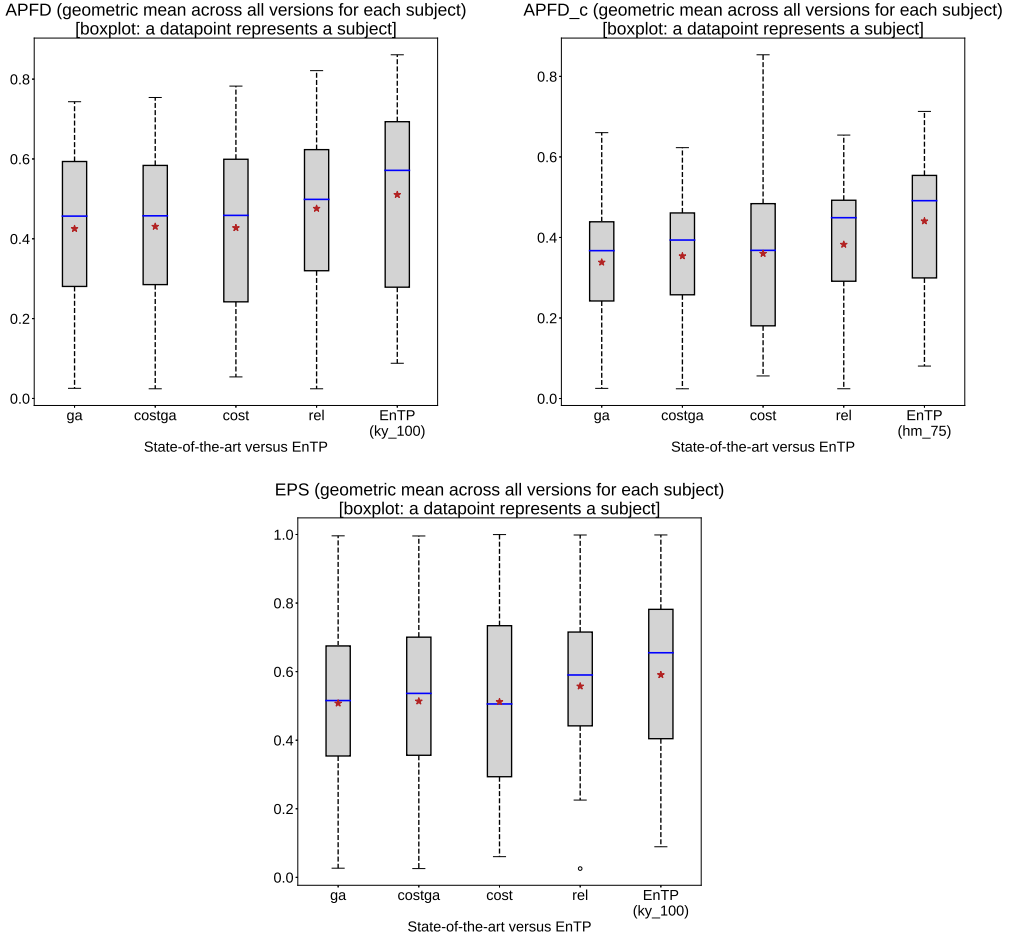 APFD (geometric mean across all versions for each subject)
[boxplot: a datapoint represents a subject]
0.8
0.6
0.4
0.2
0.0
ga costga cost rel EnTP
(ky_100)
State-of-the-art versus EnTP
APFD_c (geometric mean across all versions for each subject)
[boxplot: a datapoint represents a subject]
0.8
0.6
0.4
0.2
0.0
ga costga cost rel EnTP
(hm_75)
State-of-the-art versus EnTP
EPS (geometric mean across all versions for each subject)
[boxplot: a datapoint represents a subject]
1.0
0.8
0.6
0.4
0.2
0.0
ga costga cost rel EnTP
(ky_100)
State-of-the-art versus EnTP